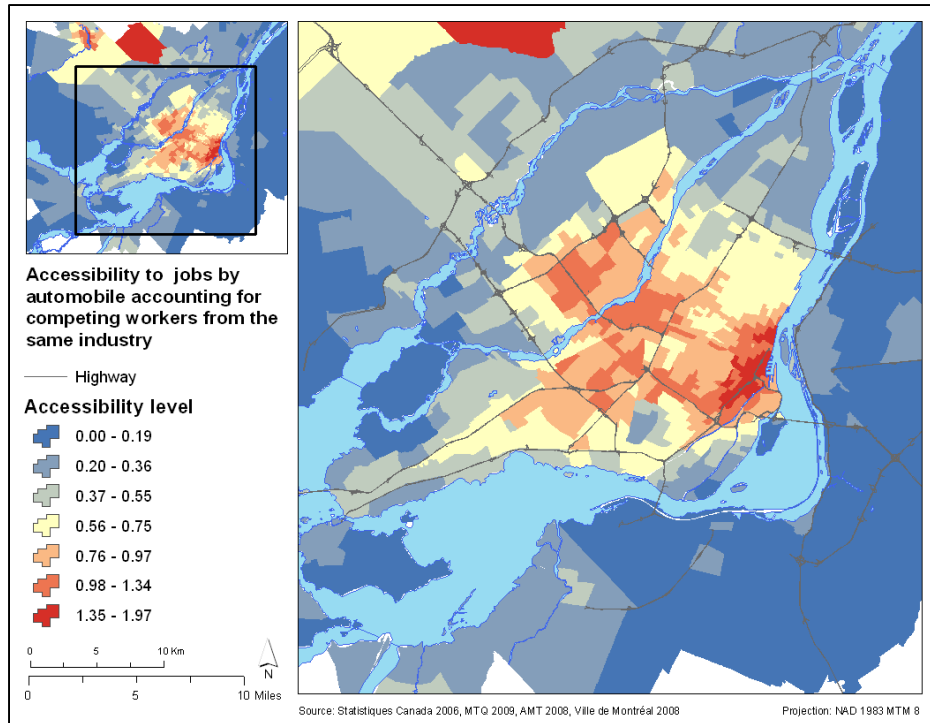 Accessibility to jobs by
automobile accounting for
competing workers from the
same industry
Highway
Accessibility level
0.00 - 0.19
0.20 - 0.36
0.37 - 0.55
0.56 - 0.75
0.76 - 0.97
0.98 - 1.34
1.35 - 1.97
0 5 10 Km
0 5 10 Miles
N
Source: Statistiques Canada 2006, MTQ 2009, AMT 2008, Ville de Montréal 2008
Projection: NAD 1983 MTM 8